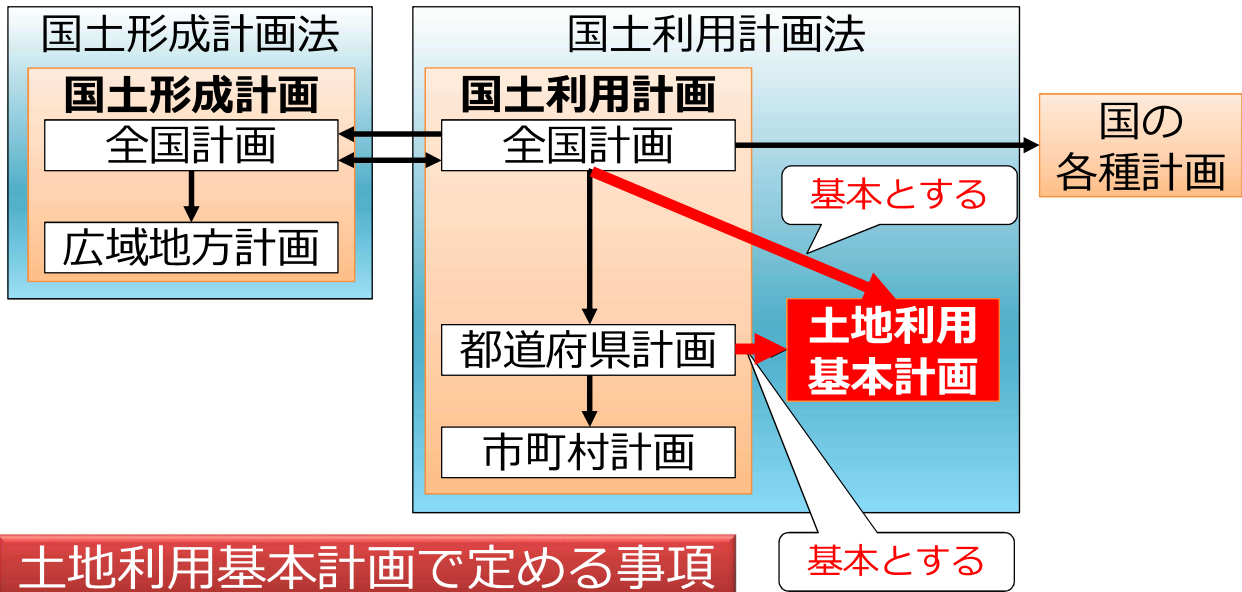 国土形成計画法
国土形成計画
全国計画
広域地方計画
国土利用計画法
国土利用計画
全国計画
都道府県計画
市町村計画
基本とする
土地利用
基本計画
基本とする
国の
各種計画
土地利用基本計画で定める事項